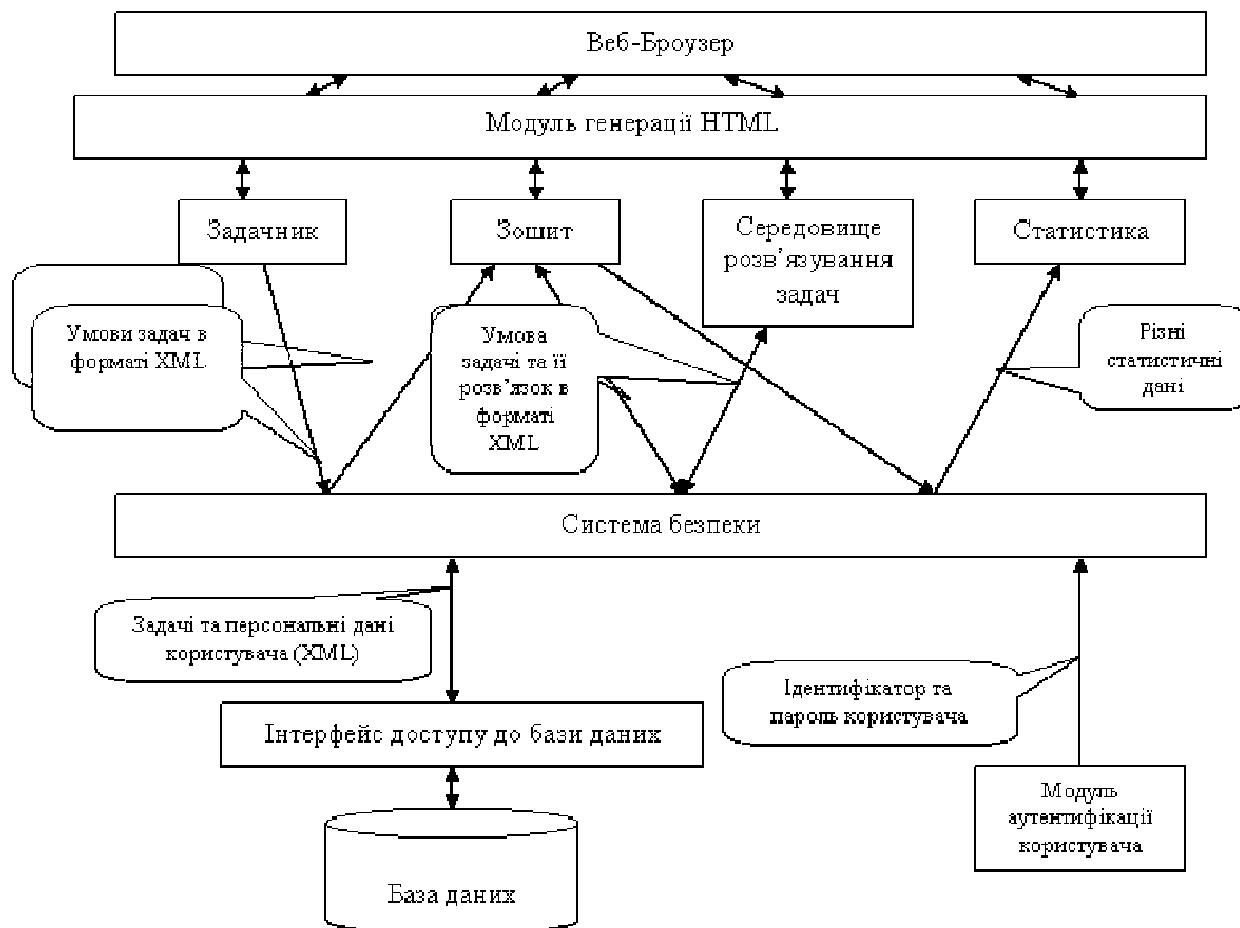 Веб-Броузер
Модуль генерації HTML
Задачник
Зошит
Середовище
розв’язування
задач
Статистика
Умови задач в
форматі XML
Умова
задачі та її
розв’язок в
форматі
XML
Різні
статистичні
дані
Система безпеки
Задачі та персональні дані
користувача (XML)
Ідентифікатор та
пароль користувача
Інтерфейс доступу до бази даних
Модуль
аутентифікації
користувача
База даних